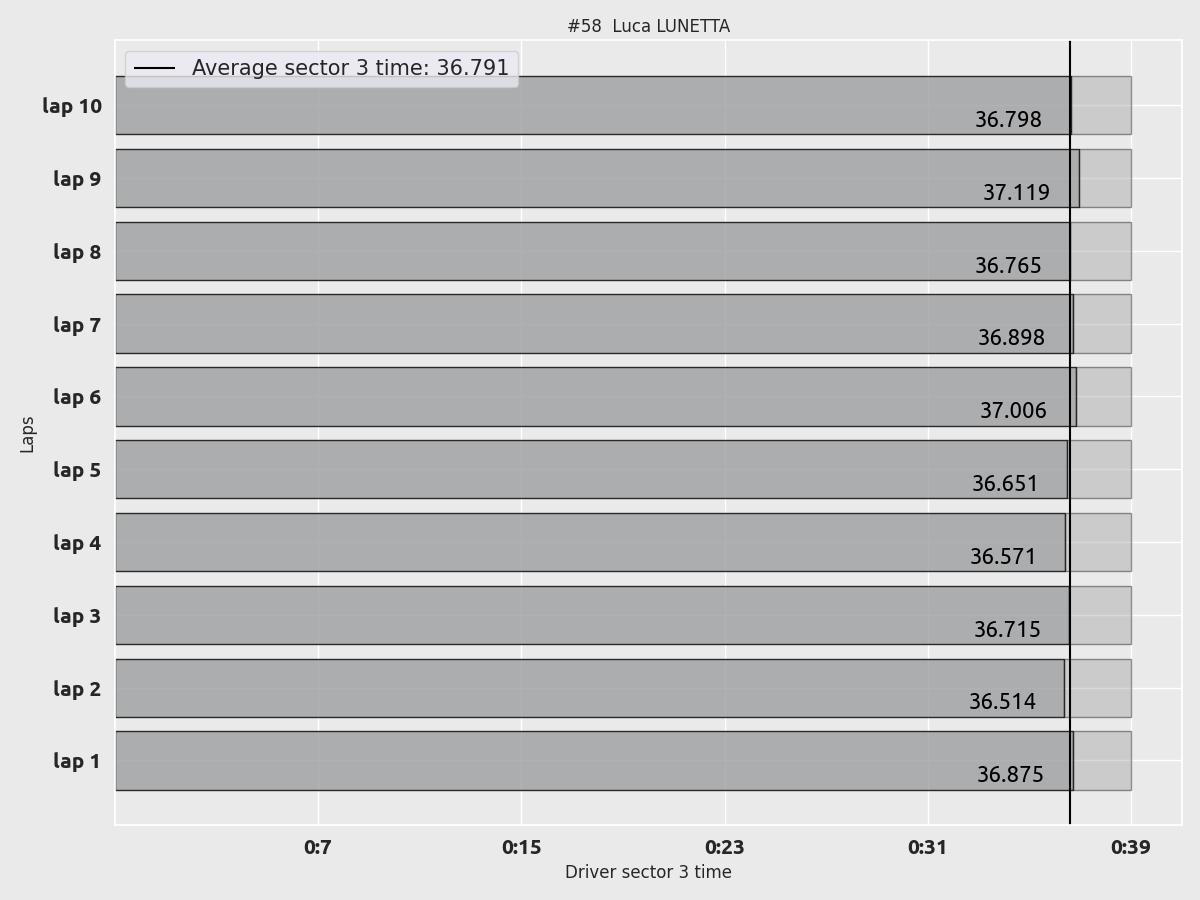 #58  Luca LUNETTA
Average sector 3 time: 36.791
lap 10
36.798
lap 9
37.119
lap 8
36.765
lap 7
36.898
lap 6
37.006
lap 5
36.651
lap 4
36.571
lap 3
36.715
lap 2
36.514
lap 1
36.875
Laps
0:7 0:15 0:23 0:31 0:39
Driver sector 3 time